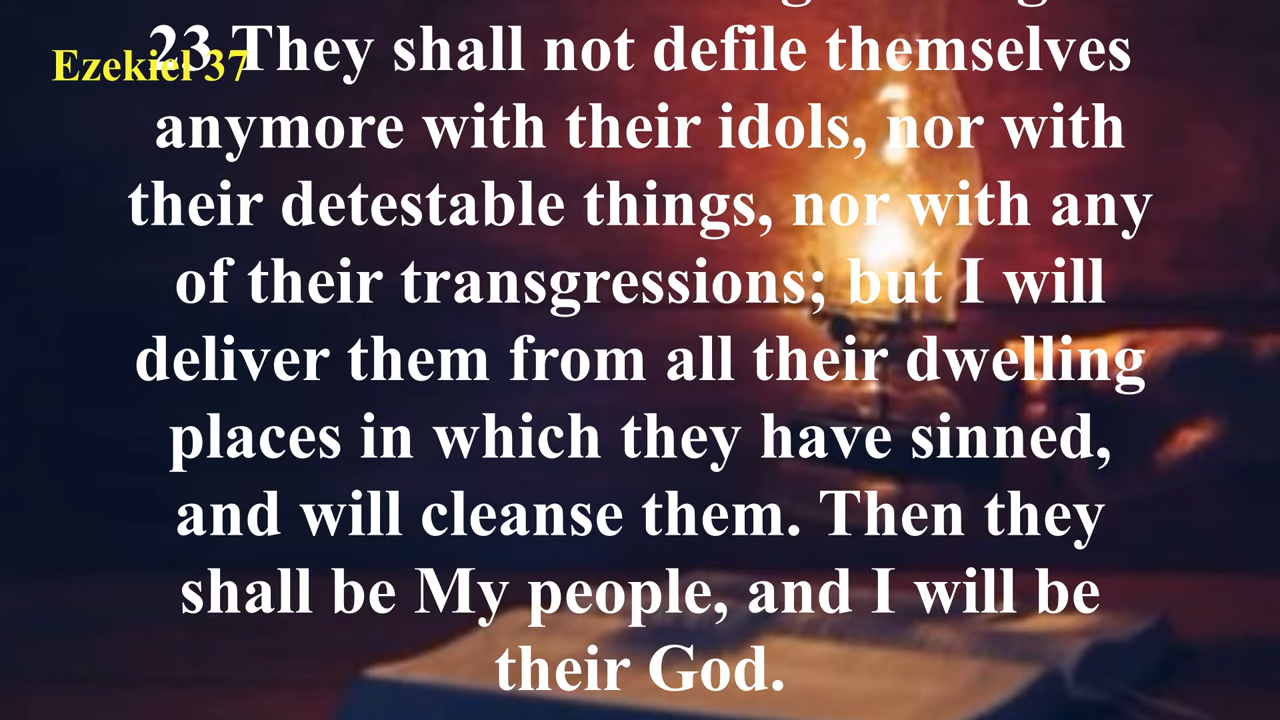 Ezekiel 37
23 They shall not defile themselves
anymore with their idols, nor with
their detestable things, nor with any
of their transgressions; but I will
deliver them from all their dwelling
places in which they have sinned,
and will cleanse them. Then they
shall be My people, and I will be
their God.